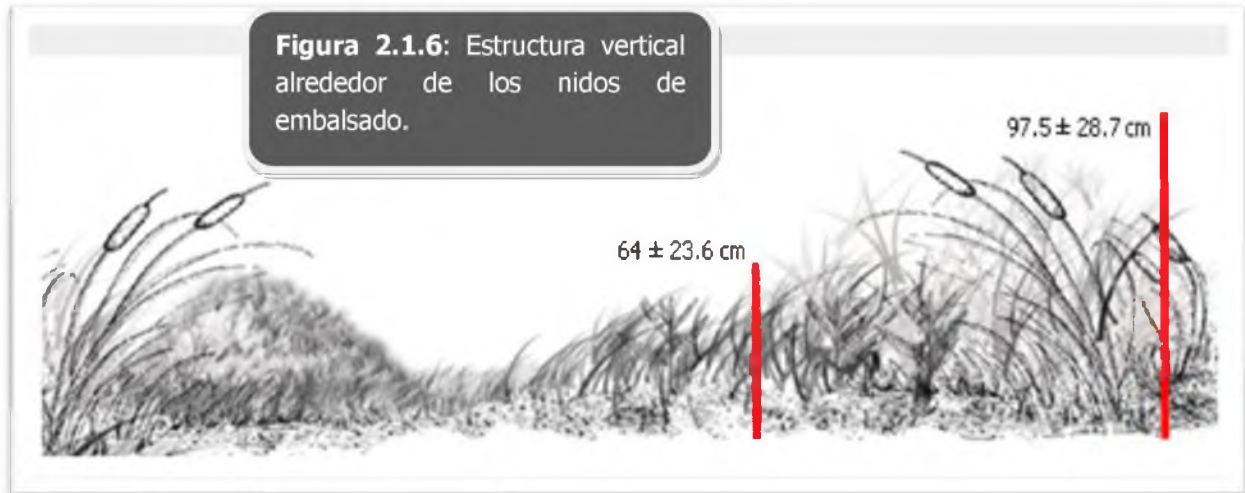 Figura 2.1.6: Estructura vertical
alrededor de los nidos de
embalsado.
97.5 ± 28.7 cm
64 ± 23.6 cm